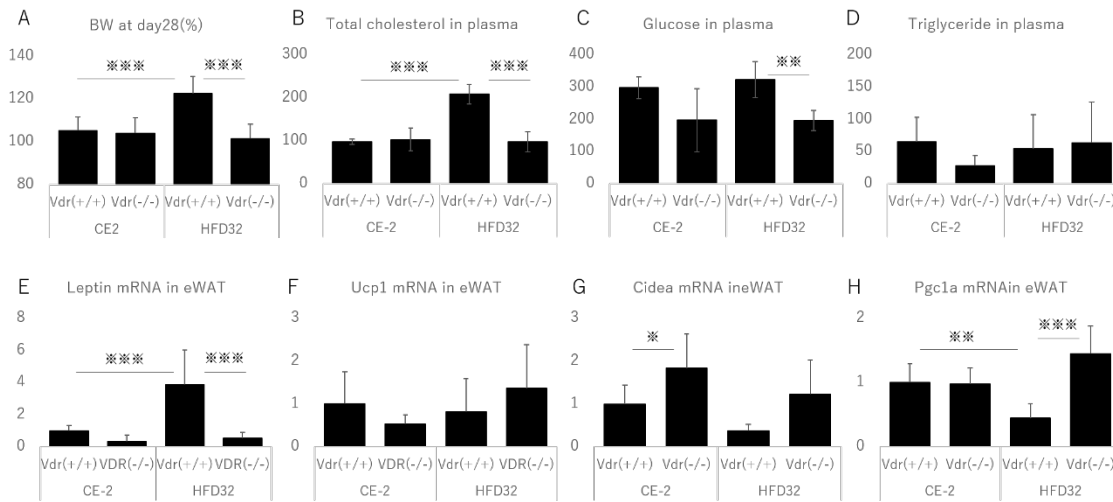 A BW at day28(%)
140
120
100
80
※※※ ※※※
Vdr(+/+) Vdr(-/-) Vdr(+/+) Vdr(-/-)
CE2 HFD32
B Total cholesterol in plasma
300
200
100
0
※※※ ※※※
Vdr(+/+) Vdr(-/-) Vdr(+/+) Vdr(-/-)
CE-2 HFD32
C Glucose in plasma
400
300
200
100
0
※※
Vdr(+/+) Vdr(-/-) Vdr(+/+) Vdr(-/-)
CE-2 HFD32
D Triglyceride in plasma
200
150
100
50
0
Vdr(+/+) Vdr(-/-) Vdr(+/+) Vdr(-/-)
CE-2 HFD32
E Leptin mRNA in eWAT
8
6
4
2
0
※※※ ※※※
Vdr(+/+) VDR(-/-) Vdr(+/+) VDR(-/-)
CE-2 HFD32
F Ucp1 mRNA in eWAT
3
2
1
0
Vdr(+/+) VDR(-/-) Vdr(+/+) VDR(-/-)
CE-2 HFD32
G Cidea mRNA ineWAT
3
2
1
0
※
Vdr(+/+) Vdr(-/-) Vdr(+/+) Vdr(-/-)
CE-2 HFD32
H Pgc1a mRNAin eWAT
2
1
0
※※ ※※※
Vdr(+/+) Vdr(-/-) Vdr(+/+) Vdr(-/-)
CE-2 HFD32